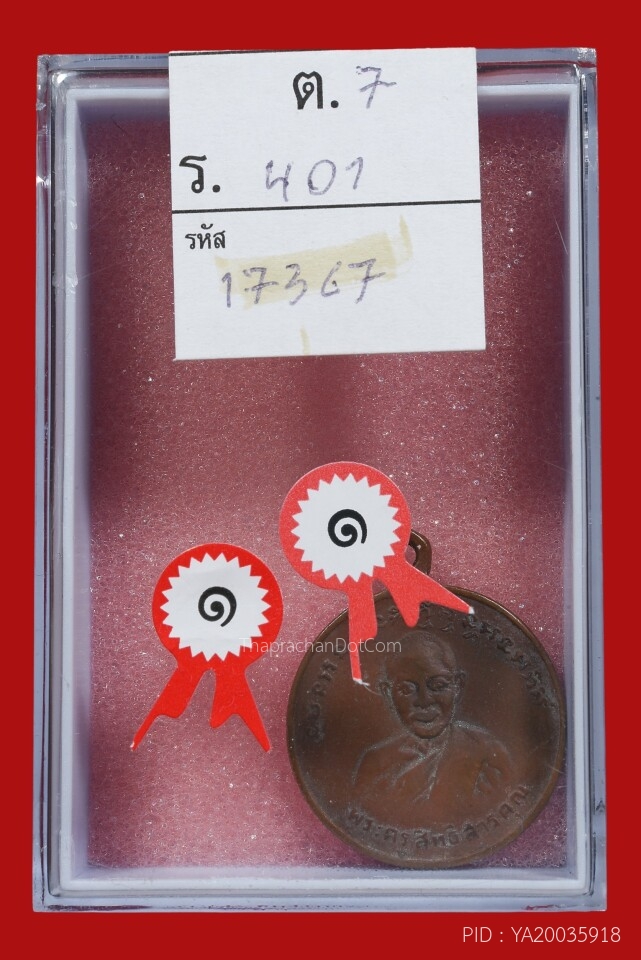 ต. 7
ร. 401
รหัส
17367
๑
๑
ThaprachanDotCom
พระครูสิทธิสารคุณ
PID : YA20035918